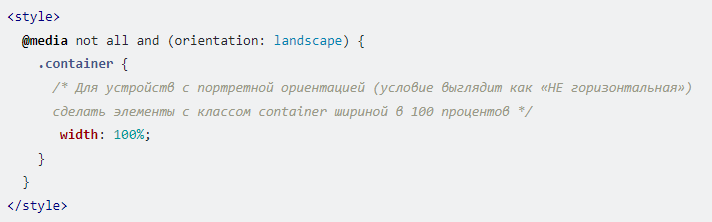 <style>
@media not all and (orientation: landscape) {
.container {
/* Для устройств с портретной ориентацией (условие выглядит как «НЕ горизонтальная»)
сделать элементы с классом container шириной в 100 процентов */
width: 100%;
}
}
</style>